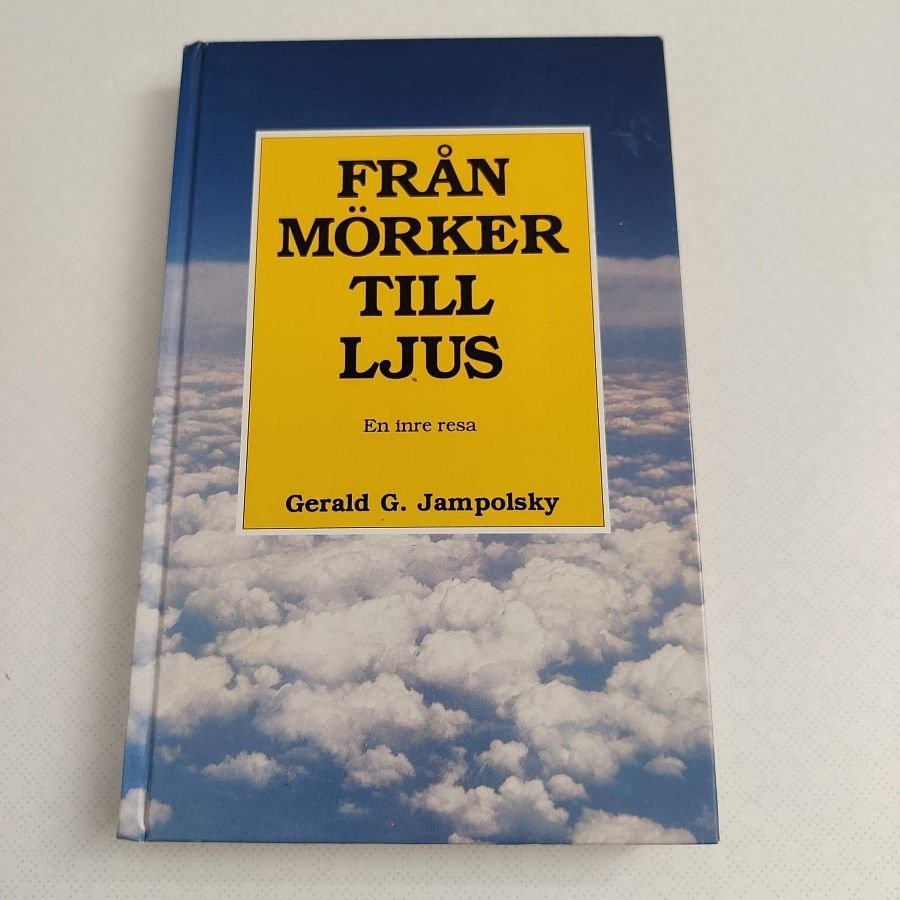 FRÅN
MÖRKER
TILL
LJUS
En inre resa
Gerald G. Jampolsky